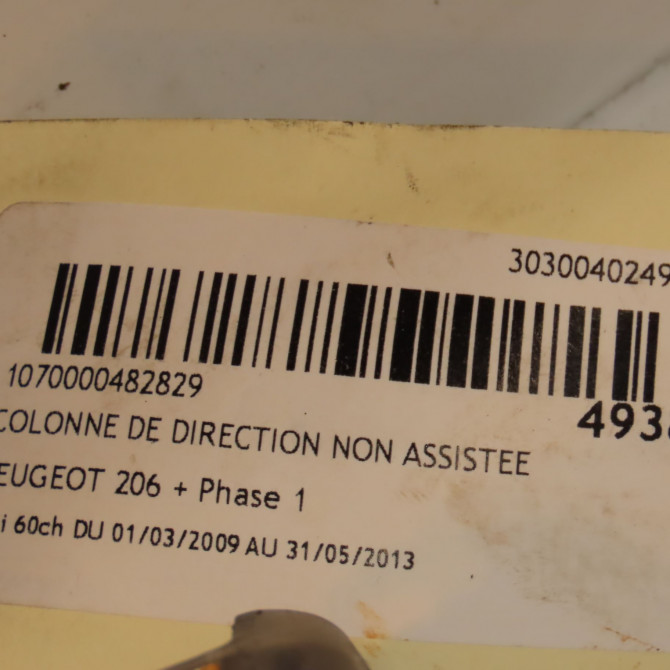 3030040249
1070000482829
493
COLONNE DE DIRECTION NON ASSISTEE
EUGEOT 206 + Phase 1
i 60ch DU 01/03/2009 AU 31/05/2013